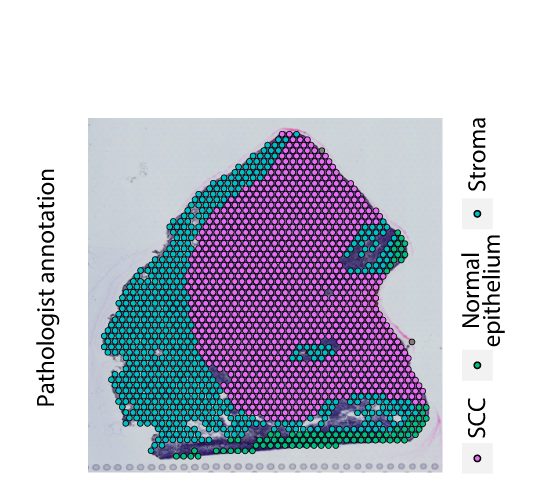 Pathologist annotation
SCC
Normal
epithelium
Stroma